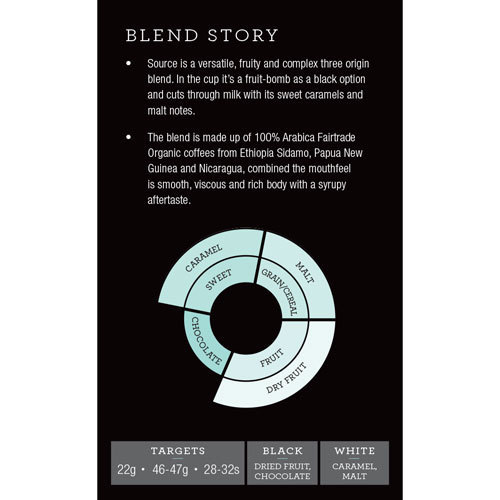 BLEND STORY
• Source is a versatile, fruity and complex three origin
blend. In the cup it's a fruit-bomb as a black option
and cuts through milk with its sweet caramels and
malt notes.
• The blend is made up of 100% Arabica Fairtrade
Organic coffees from Ethiopia Sidamo, Papua New
Guinea and Nicaragua, combined the mouthfeel
is smooth, viscous and rich body with a syrupy
aftertaste.
CARAMEL
MALT
SWEET
GRAIN/CEREAL
CHOCOLATE
FRUIT
DRY FRUIT
TARGETS
22g • 46-47g • 28-32s
BLACK
DRIED FRUIT,
CHOCOLATE
WHITE
CARAMEL,
MALT